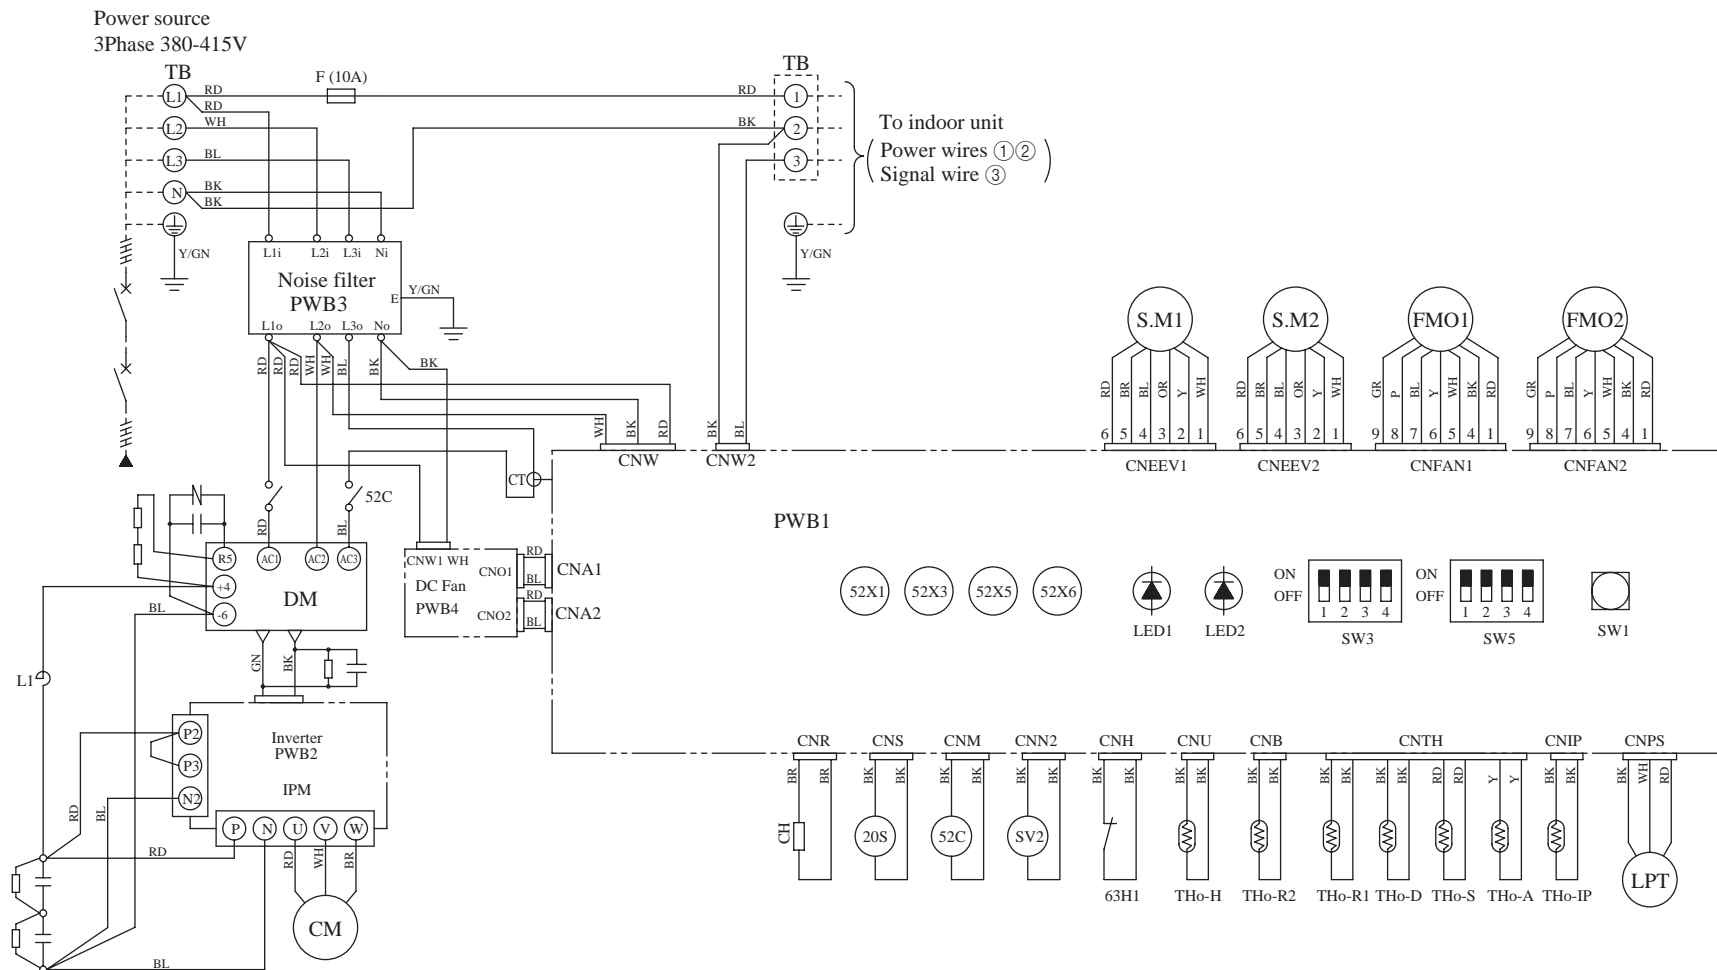 Power source
3Phase 380-415V
TB
F (10A)
TB
L1
RD
RD
RD
1
L2
WH
BK
2
L3
BL
3
N
BK
BK
To indoor unit
Power wires ①②
Signal wire ③
Y/GN
Y/GN
L1i L2i L3i Ni
Noise filter
PWB3
E
Y/GN
L1o L2o L3o No
RD RD RD WH WH BL BK BK
WH BK RD
BK BL
CNW
CNW2
CT
52C
S.M1
S.M2
FMO1
FMO2
RD BR BL OR Y WH
RD BR BL OR Y WH
GR P BL Y WH BK RD
GR P BL Y WH BK RD
6 5 4 3 2 1
6 5 4 3 2 1
9 8 7 6 5 4 1
9 8 7 6 5 4 1
CNEEV1
CNEEV2
CNFAN1
CNFAN2
PWB1
RD BL
R5 AC1 AC2 AC3
+4
-6
DM
BL
CNW1 WH
DC Fan
PWB4
CNO1
CNO2
RD
BL
CNA1
RD
BL
CNA2
52X1 52X3 52X5 52X6
LED1
LED2
ON
OFF
1 2 3 4
SW3
ON
OFF
1 2 3 4
SW5
SW1
GN BK
L1
P2
P3
N2
Inverter
PWB2
IPM
P N U V W
RD BL
RD
RD WH BR
CM
BL
CNR CNS CNM CNN2 CNH CNU CNB CNTH CNIP CNPS
BR BR
BK BK
BK BK
BK BK
BK BK
BK BK
BK BK
BK BK BK BK RD RD Y Y
BK BK
BK WH RD
CH
20S
52C
SV2
63H1
THo-H
THo-R2
THo-R1
THo-D
THo-S
THo-A
THo-IP
LPT